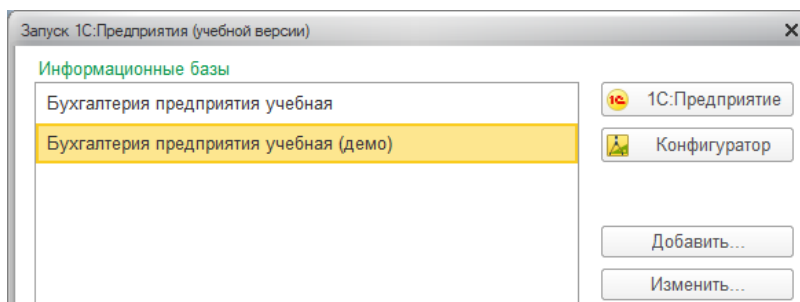 Запуск 1С:Предприятия (учебной версии)
Информационные базы
Бухгалтерия предприятия учебная
Бухгалтерия предприятия учебная (демо)
1С:Предприятие
Конфигуратор
Добавить...
Изменить...